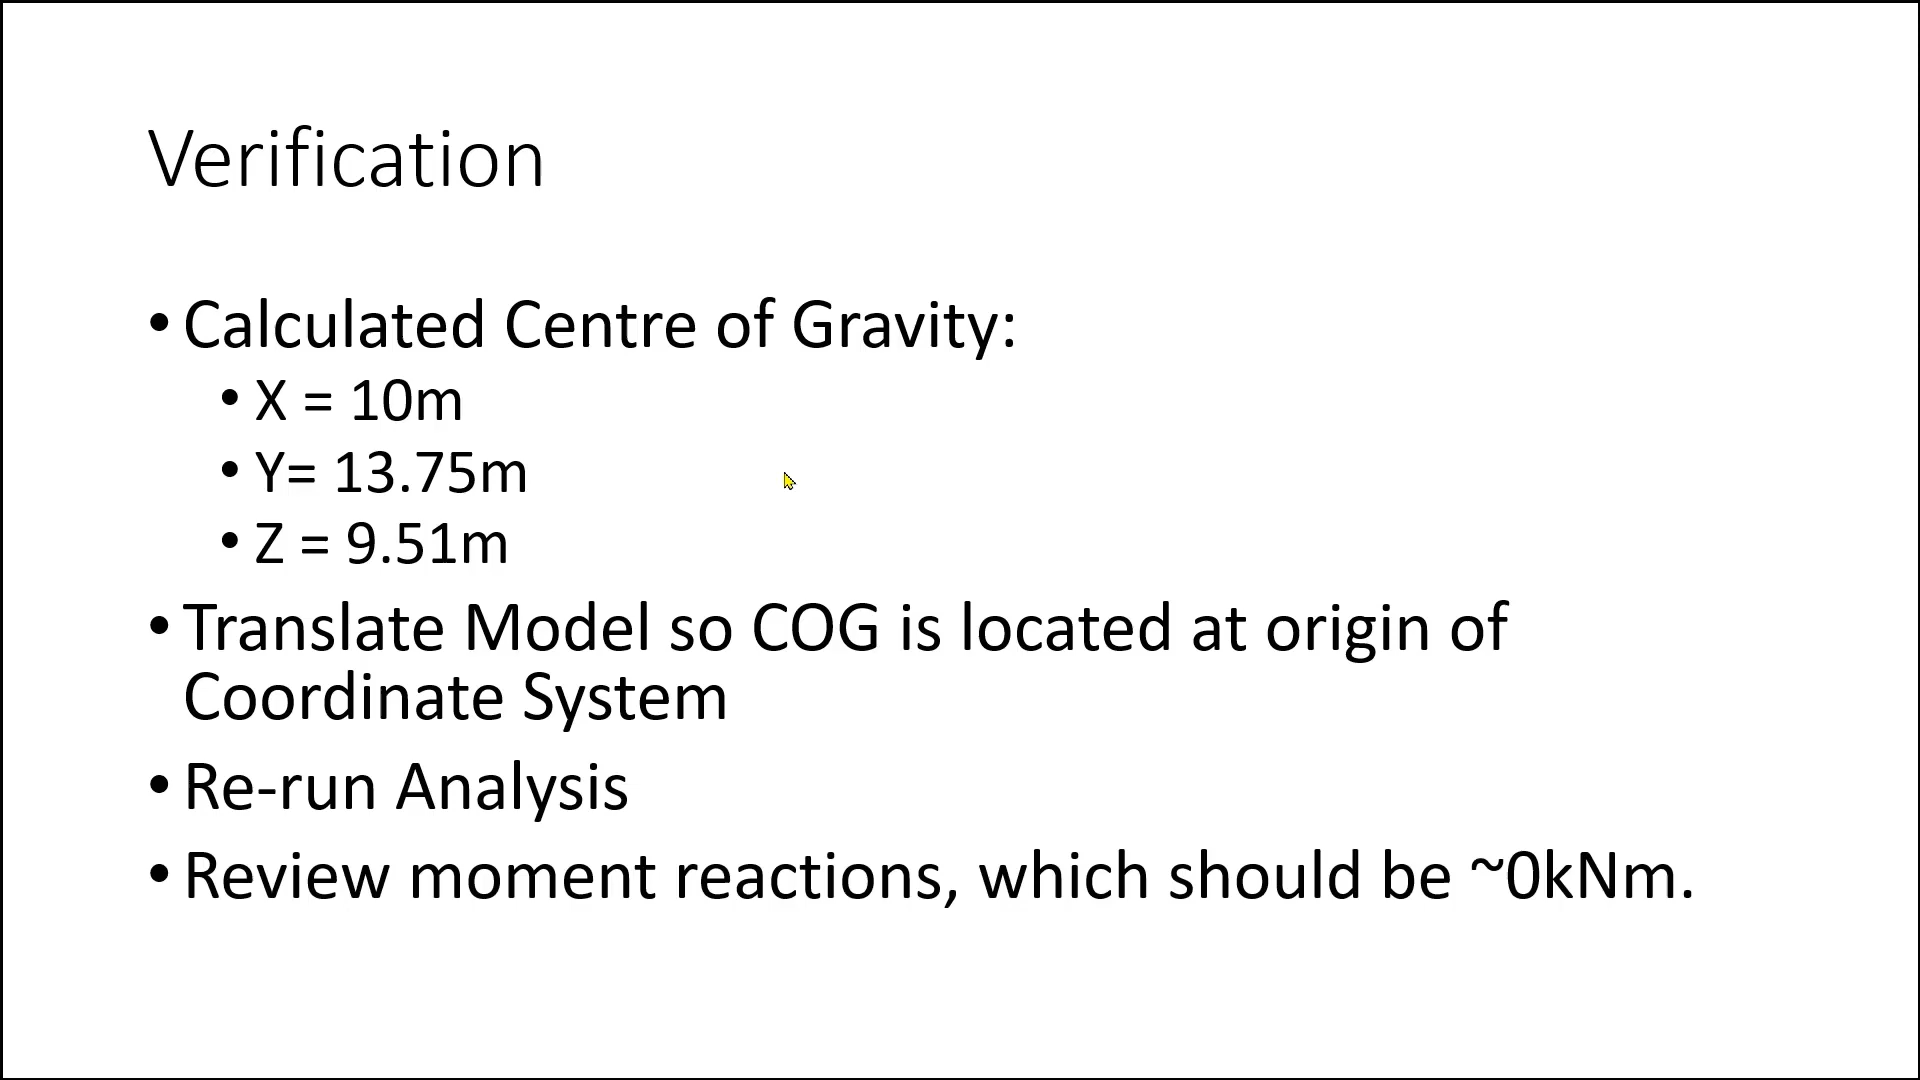 Verification
• Calculated Centre of Gravity:
• X = 10m
• Y= 13.75m
• Z = 9.51m
• Translate Model so COG is located at origin of
Coordinate System
• Re-run Analysis
• Review moment reactions, which should be ~0kNm.